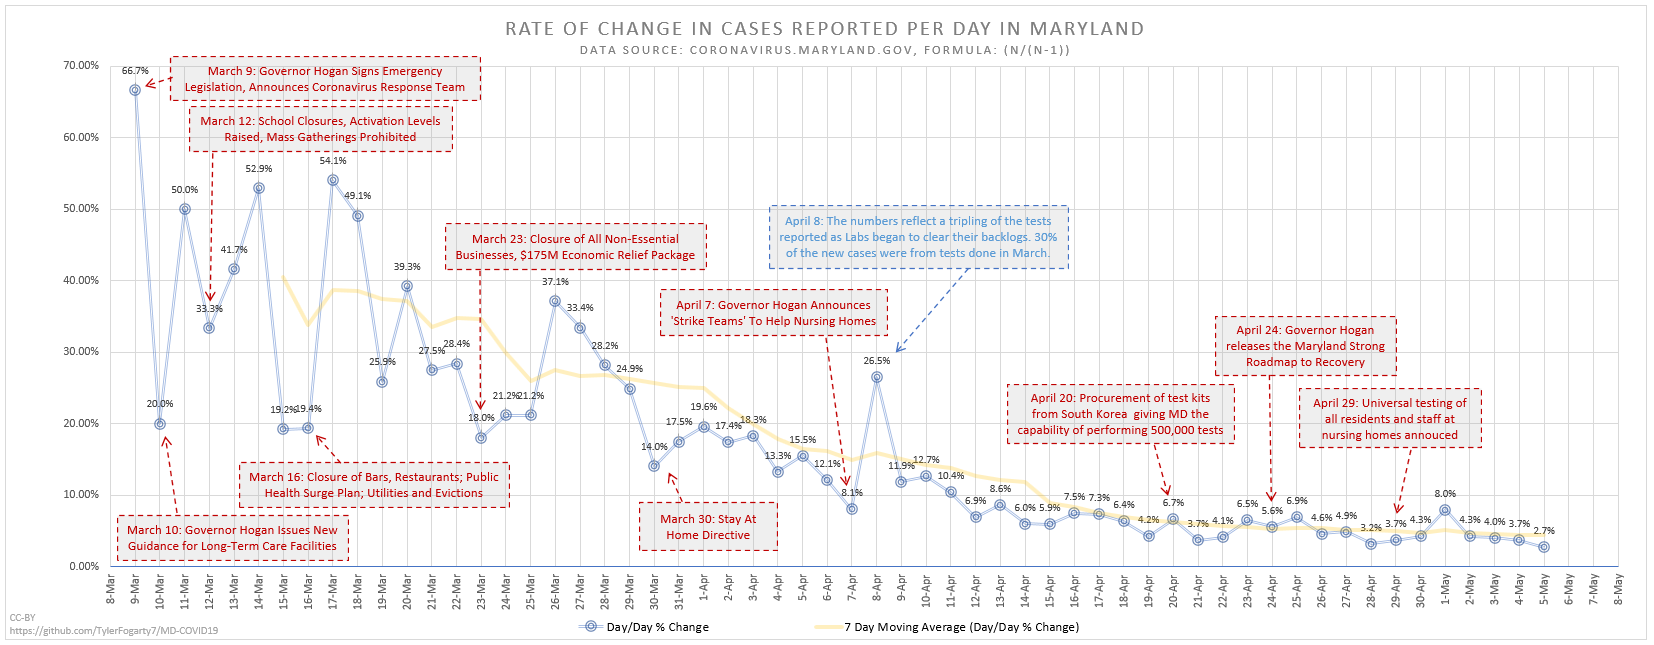 RATE OF CHANGE IN CASES REPORTED PER DAY IN MARYLAND
DATA SOURCE: CORONAVIRUS.MARYLAND.GOV, FORMULA: (N/(N-1))
70.00%
60.00%
50.00%
40.00%
30.00%
20.00%
10.00%
0.00%
March 9: Governor Hogan Signs Emergency
Legislation, Announces Coronavirus Response Team
March 12: School Closures, Activation Levels
Raised, Mass Gatherings Prohibited
March 23: Closure of All Non-Essential
Businesses, $175M Economic Relief Package
April 8: The numbers reflect a tripling of the tests
reported as Labs began to clear their backlogs. 30%
of the new cases were from tests done in March.
April 7: Governor Hogan Announces
'Strike Teams' To Help Nursing Homes
April 24: Governor Hogan
releases the Maryland Strong
Roadmap to Recovery
April 20: Procurement of test kits
from South Korea  giving MD the
capability of performing 500,000 tests
April 29: Universal testing of
all residents and staff at
nursing homes annouced
March 16: Closure of Bars, Restaurants; Public
Health Surge Plan; Utilities and Evictions
March 10: Governor Hogan Issues New
Guidance for Long-Term Care Facilities
March 30: Stay At
Home Directive
66.7%
20.0%
50.0%
33.3%
41.7%
52.9%
19.2%
19.4%
54.1%
49.1%
25.9%
39.3%
27.5%
28.4%
18.0%
21.2%
21.2%
37.1%
33.4%
28.2%
24.9%
14.0%
17.5%
19.6%
17.4%
18.3%
13.3%
15.5%
12.1%
8.1%
26.5%
11.9%
12.7%
10.4%
6.9%
8.6%
6.0%
5.9%
7.5%
7.3%
6.4%
4.2%
6.7%
3.7%
4.1%
6.5%
5.6%
6.9%
4.6%
4.9%
3.2%
3.7%
4.3%
8.0%
4.3%
4.0%
3.7%
2.7%
8-Mar
9-Mar
10-Mar
11-Mar
12-Mar
13-Mar
14-Mar
15-Mar
16-Mar
17-Mar
18-Mar
19-Mar
20-Mar
21-Mar
22-Mar
23-Mar
24-Mar
25-Mar
26-Mar
27-Mar
28-Mar
29-Mar
30-Mar
31-Mar
1-Apr
2-Apr
3-Apr
4-Apr
5-Apr
6-Apr
7-Apr
8-Apr
9-Apr
10-Apr
11-Apr
12-Apr
13-Apr
14-Apr
15-Apr
16-Apr
17-Apr
18-Apr
19-Apr
20-Apr
21-Apr
22-Apr
23-Apr
24-Apr
25-Apr
26-Apr
27-Apr
28-Apr
29-Apr
30-Apr
1-May
2-May
3-May
4-May
5-May
6-May
7-May
8-May
CC-BY
https://github.com/TylerFogarty7/MD-COVID19
Day/Day % Change
7 Day Moving Average (Day/Day % Change)